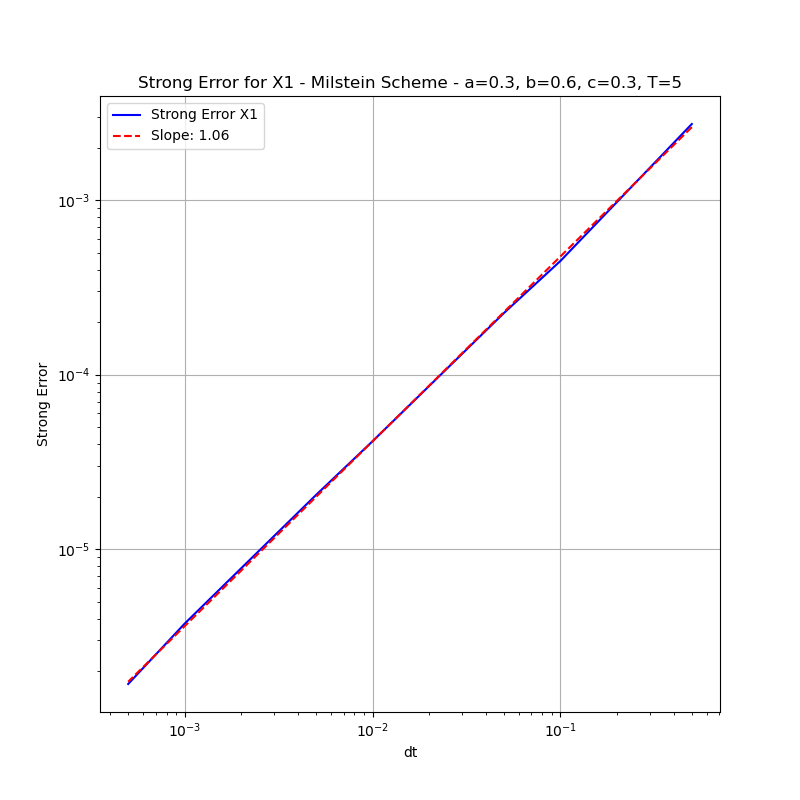 Strong Error for X1 - Milstein Scheme - a=0.3, b=0.6, c=0.3, T=5
Strong Error X1
Slope: 1.06
Strong Error
10⁻³
10⁻⁴
10⁻⁵
10⁻³ 10⁻² 10⁻¹
dt